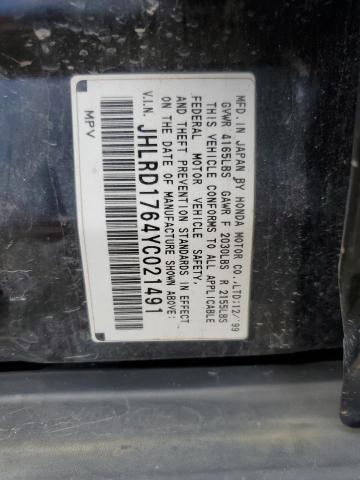 MFD. IN JAPAN BY HONDA MOTOR CO.,LTD:12/'99
GVWR 4165LBS GAWR F 2030LBS R 2155LBS
THIS VEHICLE CONFORMS TO ALL APPLICABLE
FEDERAL MOTOR VEHICLE SAFETY,
AND THEFT PREVENTION STANDARDS IN EFFECT
ON THE DATE OF MANUFACTURE SHOWN ABOVE:
V.I.N. JHLRD1764YC021491
MPV